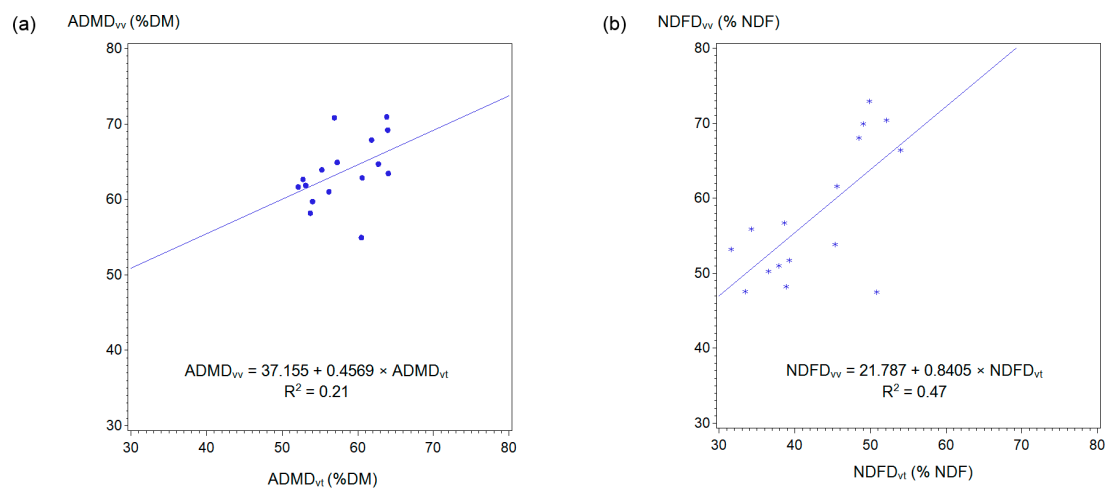 (a) ADMDvv (%DM)
80
70
60
50
40
30
ADMDvv = 37.155 + 0.4569 × ADMDvt
R² = 0.21
30 40 50 60 70 80
ADMDvt (%DM)
(b) NDFDvv (% NDF)
80
70
60
50
40
30
NDFDvv = 21.787 + 0.8405 × NDFDvt
R² = 0.47
30 40 50 60 70 80
NDFDvt (% NDF)